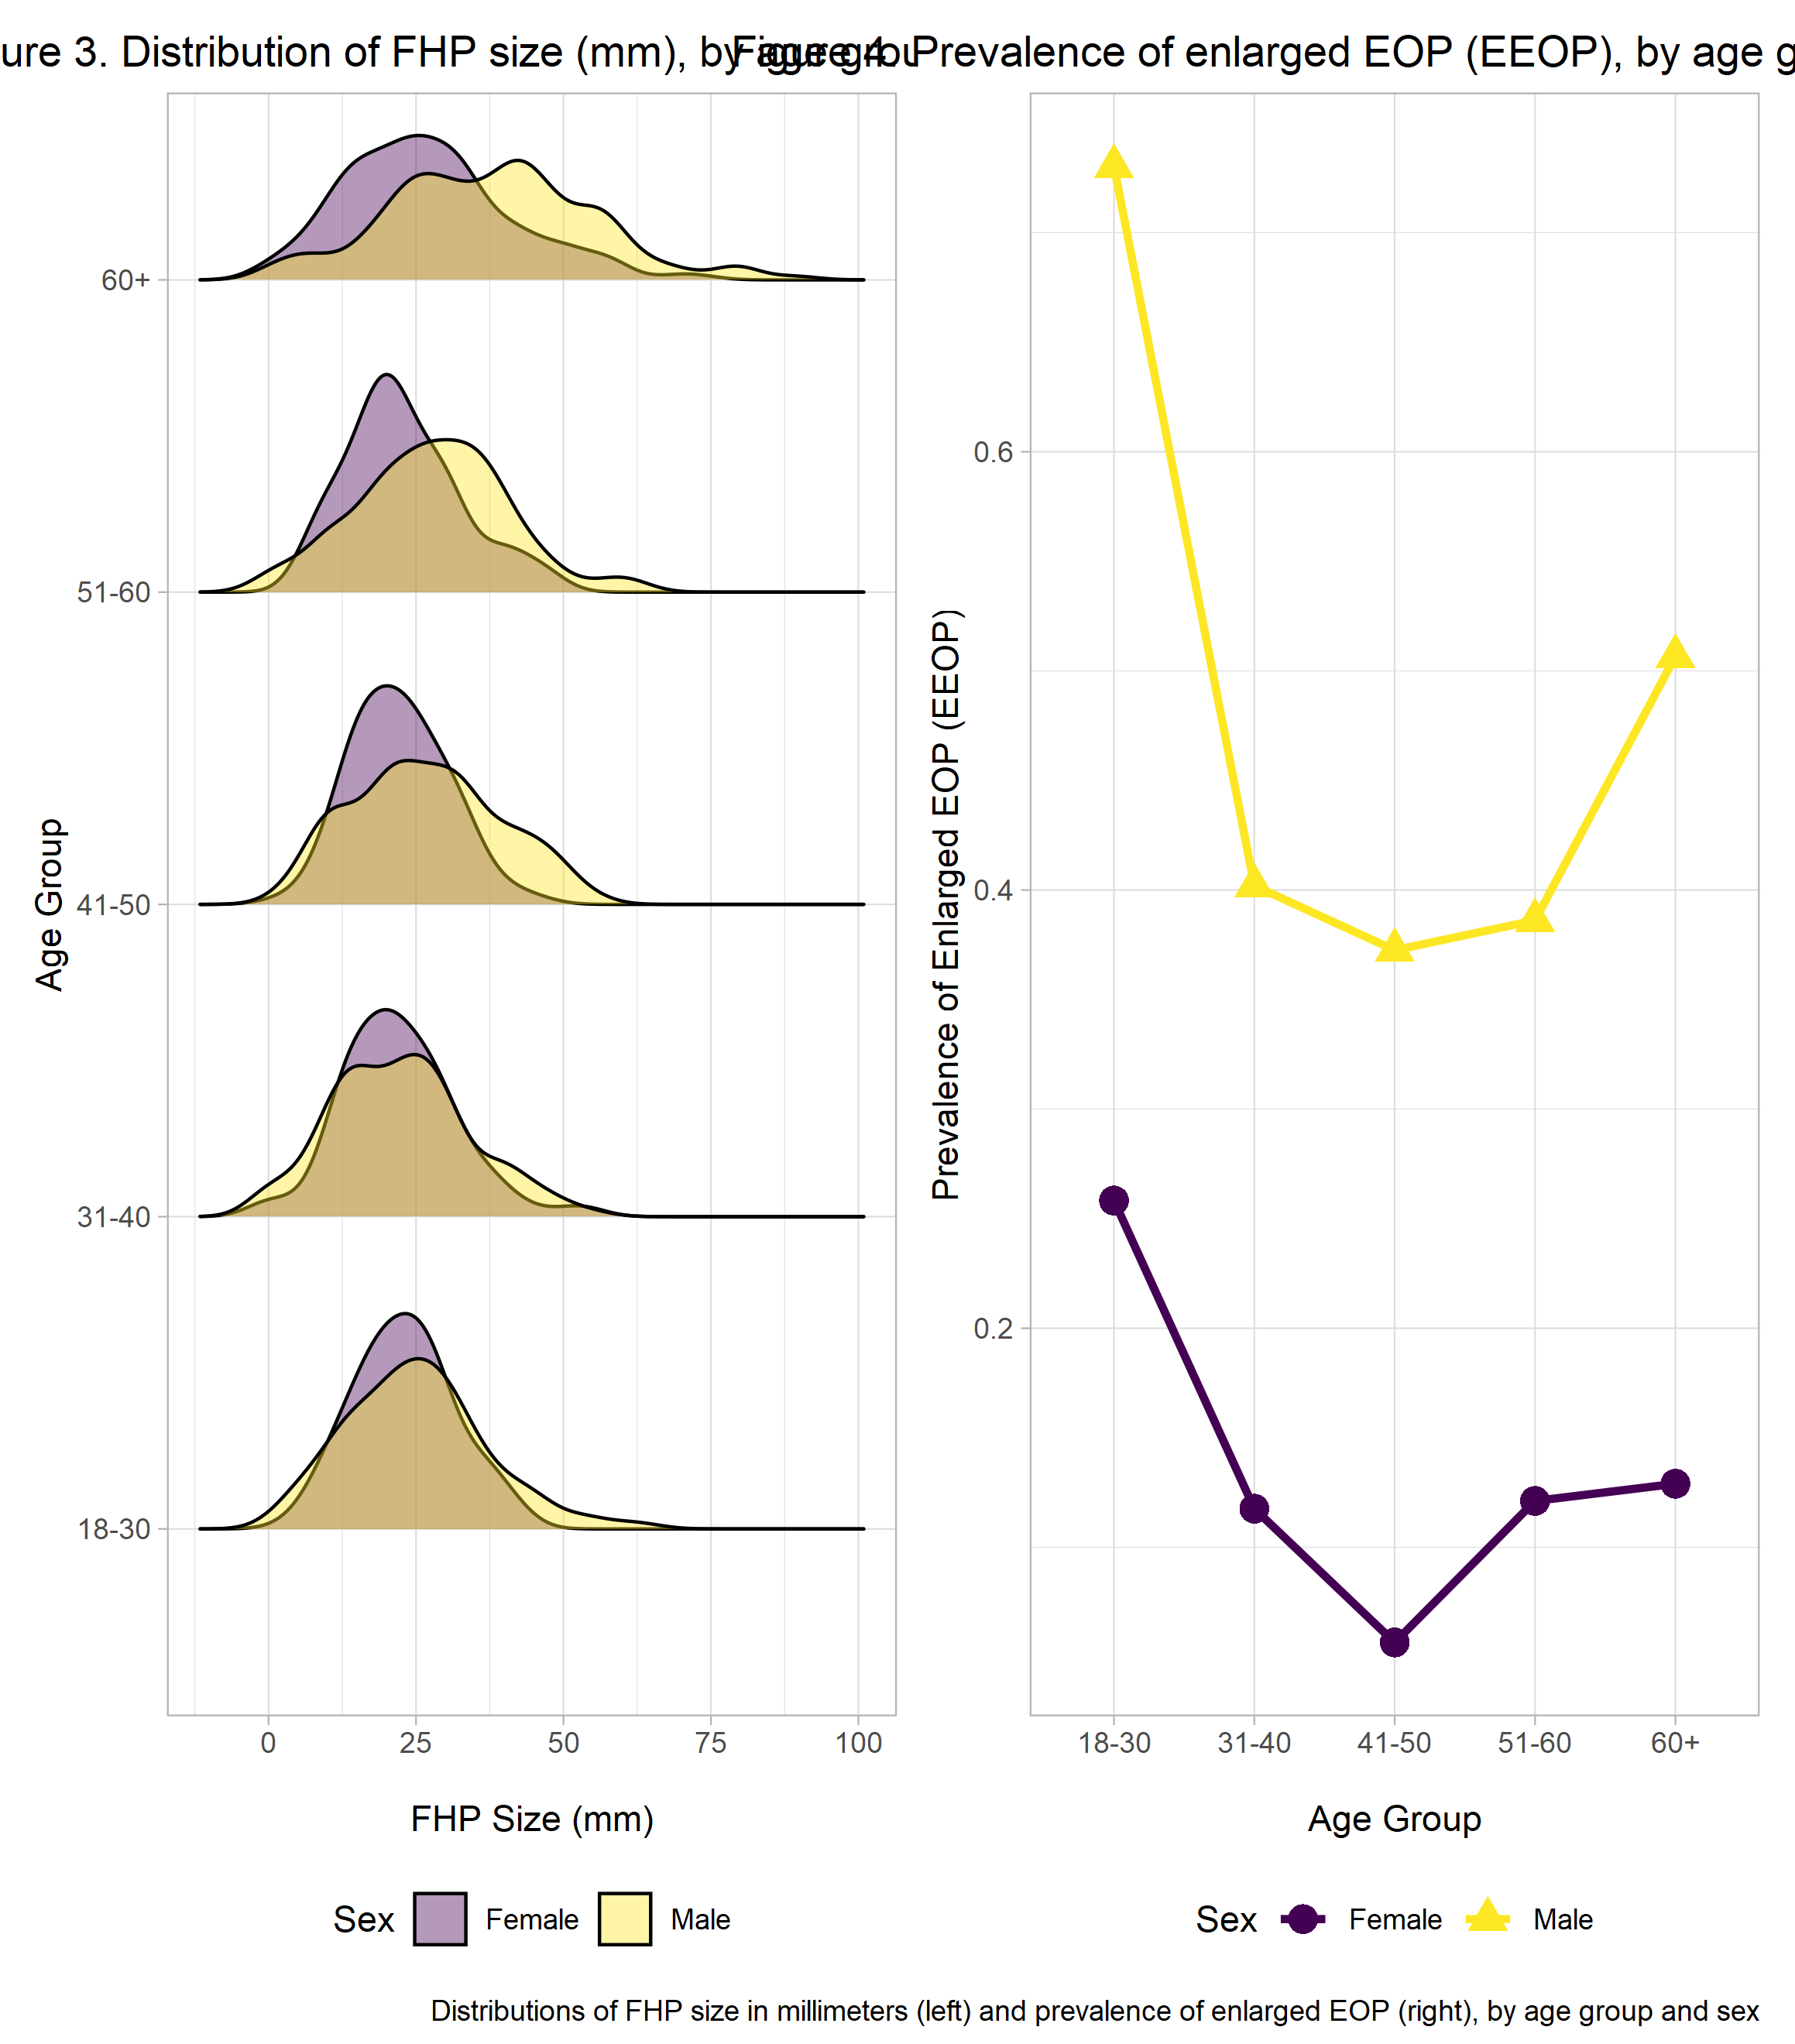 ure 3. Distribution of FHP size (mm), by age grou
Figure 4. Prevalence of enlarged EOP (EEOP), by age g
Age Group
60+
51-60
41-50
31-40
18-30
0 25 50 75 100
FHP Size (mm)
Sex Female Male
Prevalence of Enlarged EOP (EEOP)
0.6
0.4
0.2
18-30 31-40 41-50 51-60 60+
Age Group
Sex Female Male
Distributions of FHP size in millimeters (left) and prevalence of enlarged EOP (right), by age group and sex